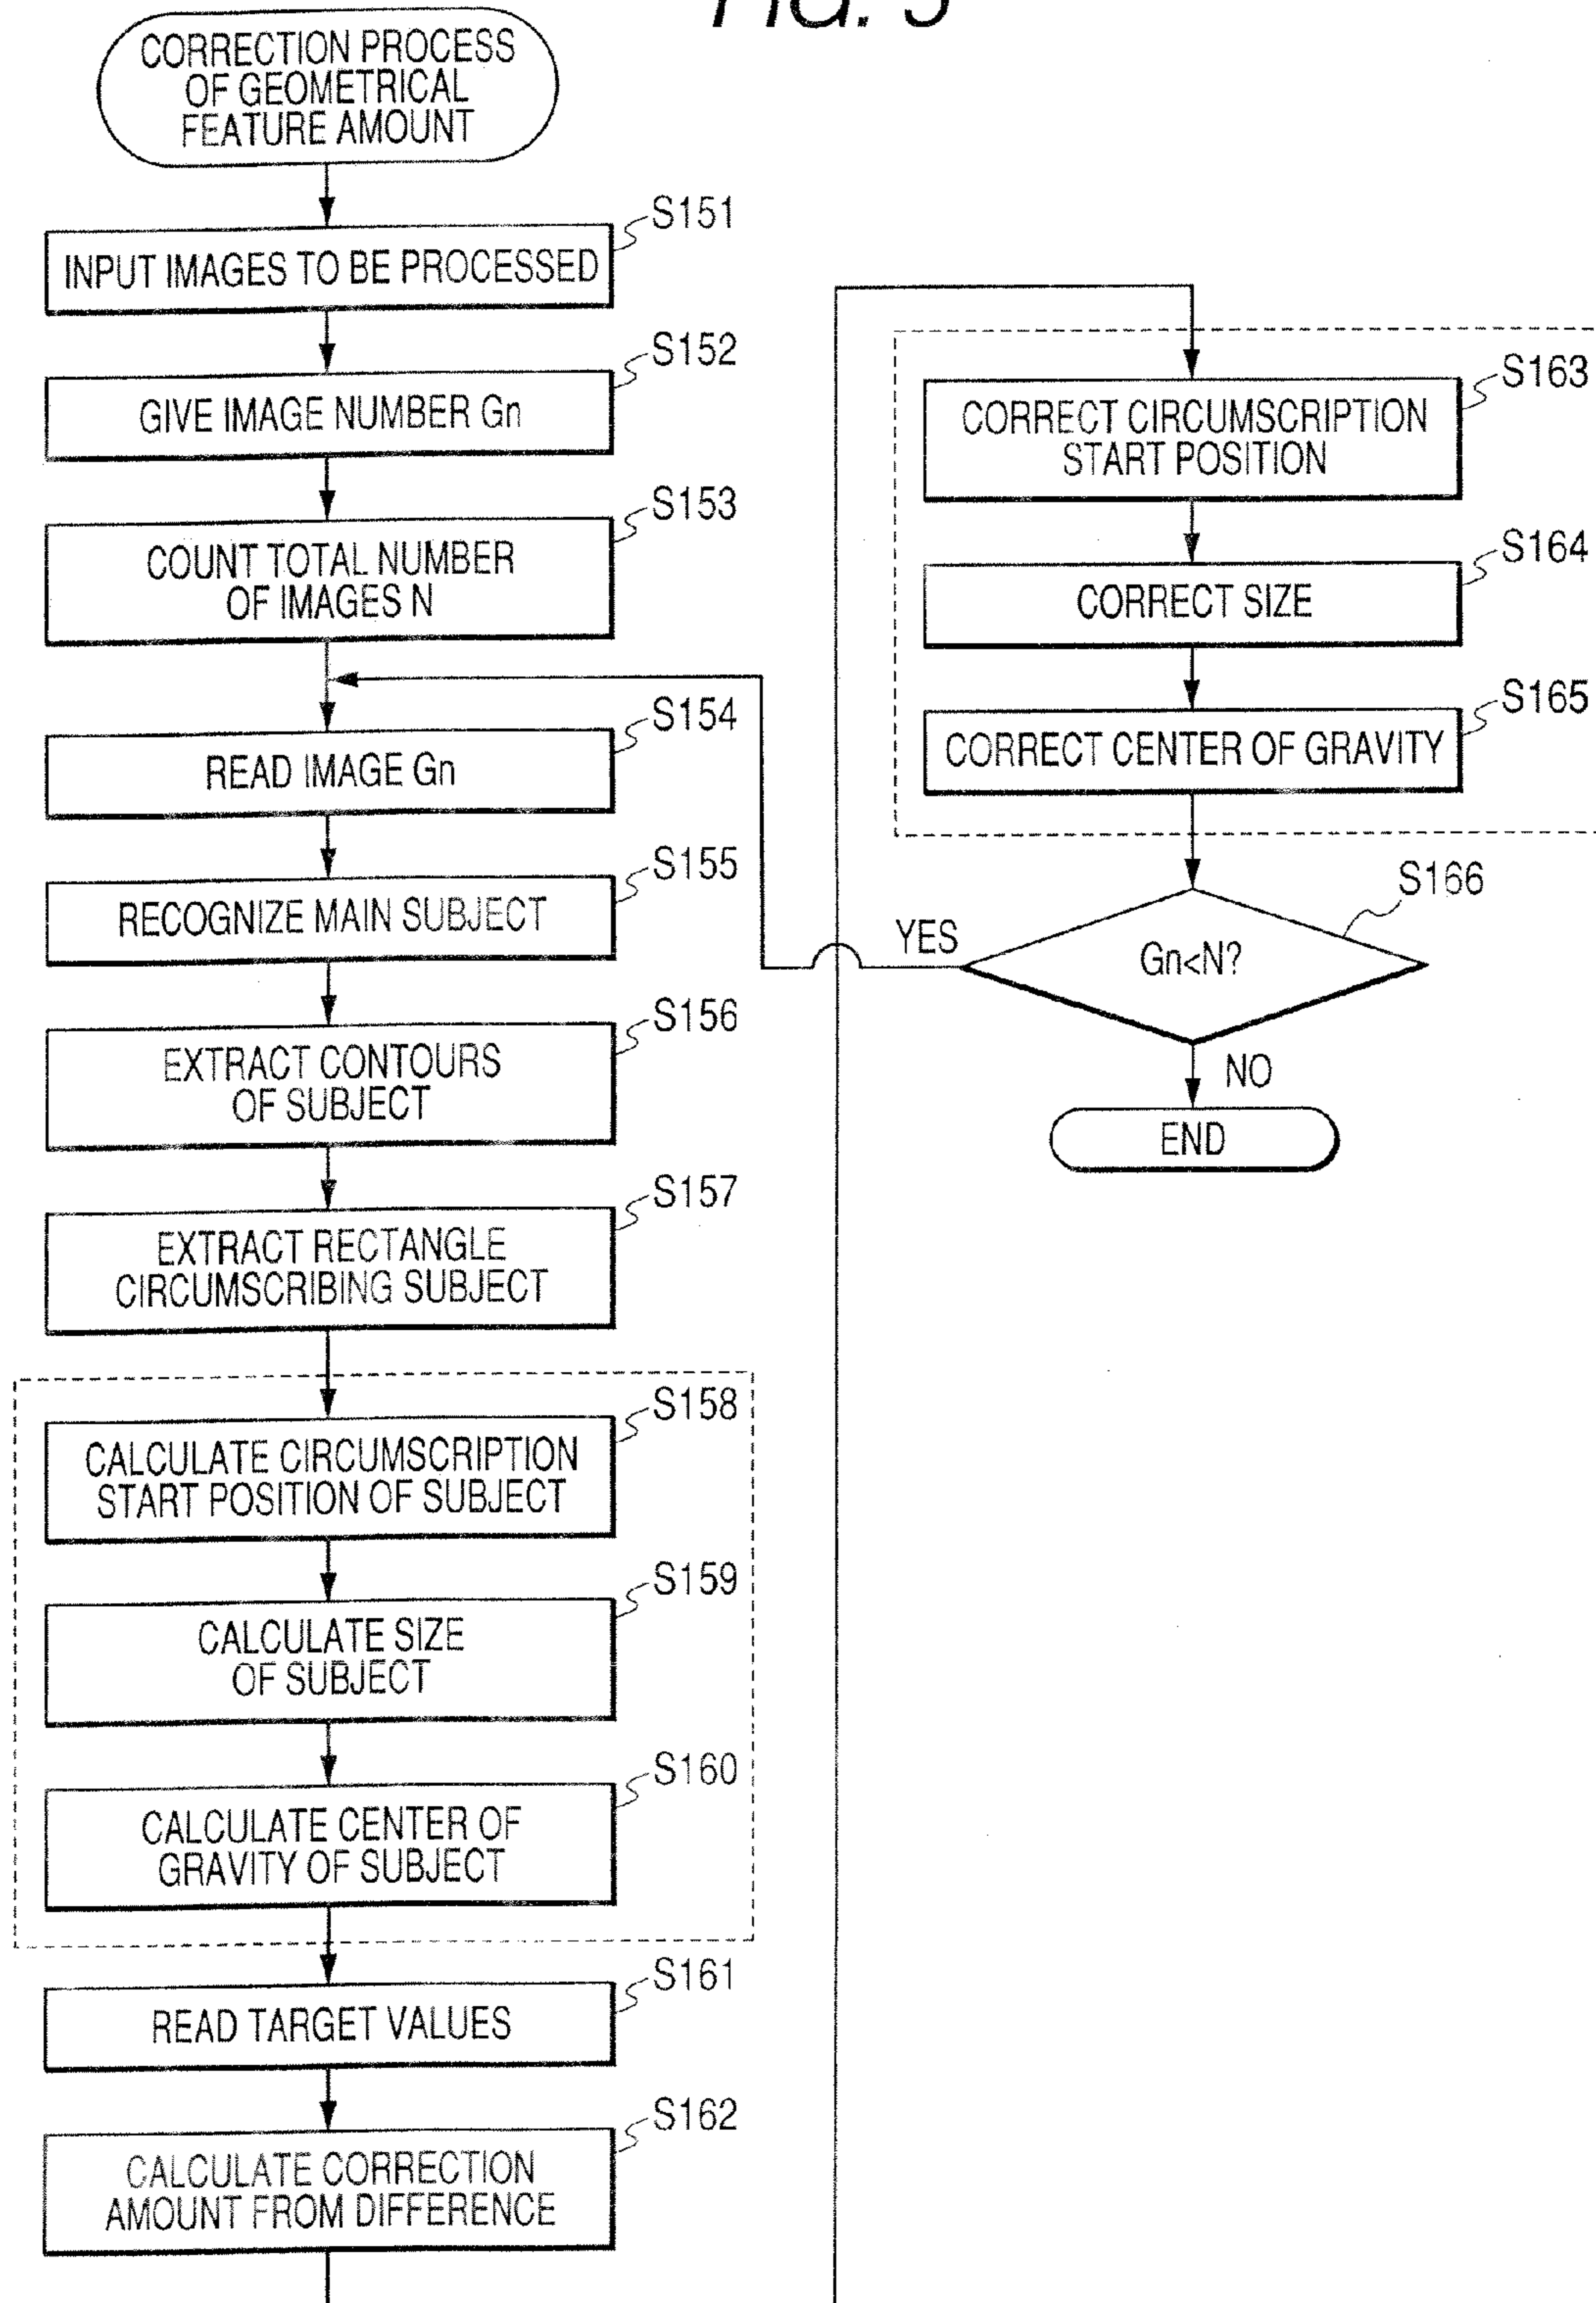 FIG. 5
CORRECTION PROCESS
OF GEOMETRICAL
FEATURE AMOUNT
S151
INPUT IMAGES TO BE PROCESSED
S152
GIVE IMAGE NUMBER Gn
S153
COUNT TOTAL NUMBER
OF IMAGES N
S154
READ IMAGE Gn
S155
RECOGNIZE MAIN SUBJECT
S156
EXTRACT CONTOURS
OF SUBJECT
S157
EXTRACT RECTANGLE
CIRCUMSCRIBING SUBJECT
S158
CALCULATE CIRCUMSCRIPTION
START POSITION OF SUBJECT
S159
CALCULATE SIZE
OF SUBJECT
S160
CALCULATE CENTER OF
GRAVITY OF SUBJECT
S161
READ TARGET VALUES
S162
CALCULATE CORRECTION
AMOUNT FROM DIFFERENCE
S163
CORRECT CIRCUMSCRIPTION
START POSITION
S164
CORRECT SIZE
S165
CORRECT CENTER OF GRAVITY
S166
YES
Gn<N?
NO
END